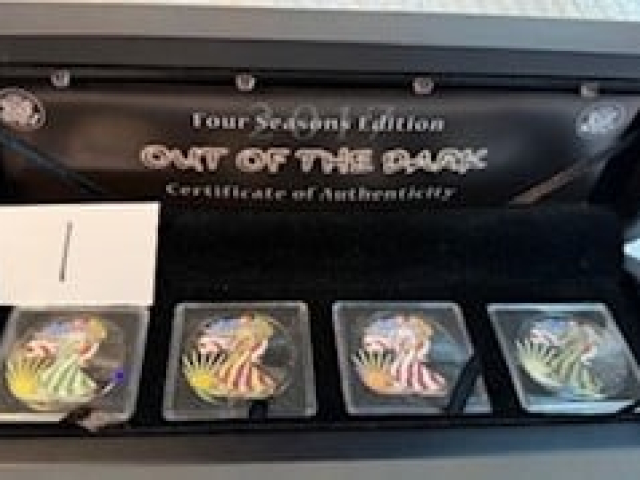 2017
Four Seasons Edition
OUT OF THE DARK
Certificate of Authenticity